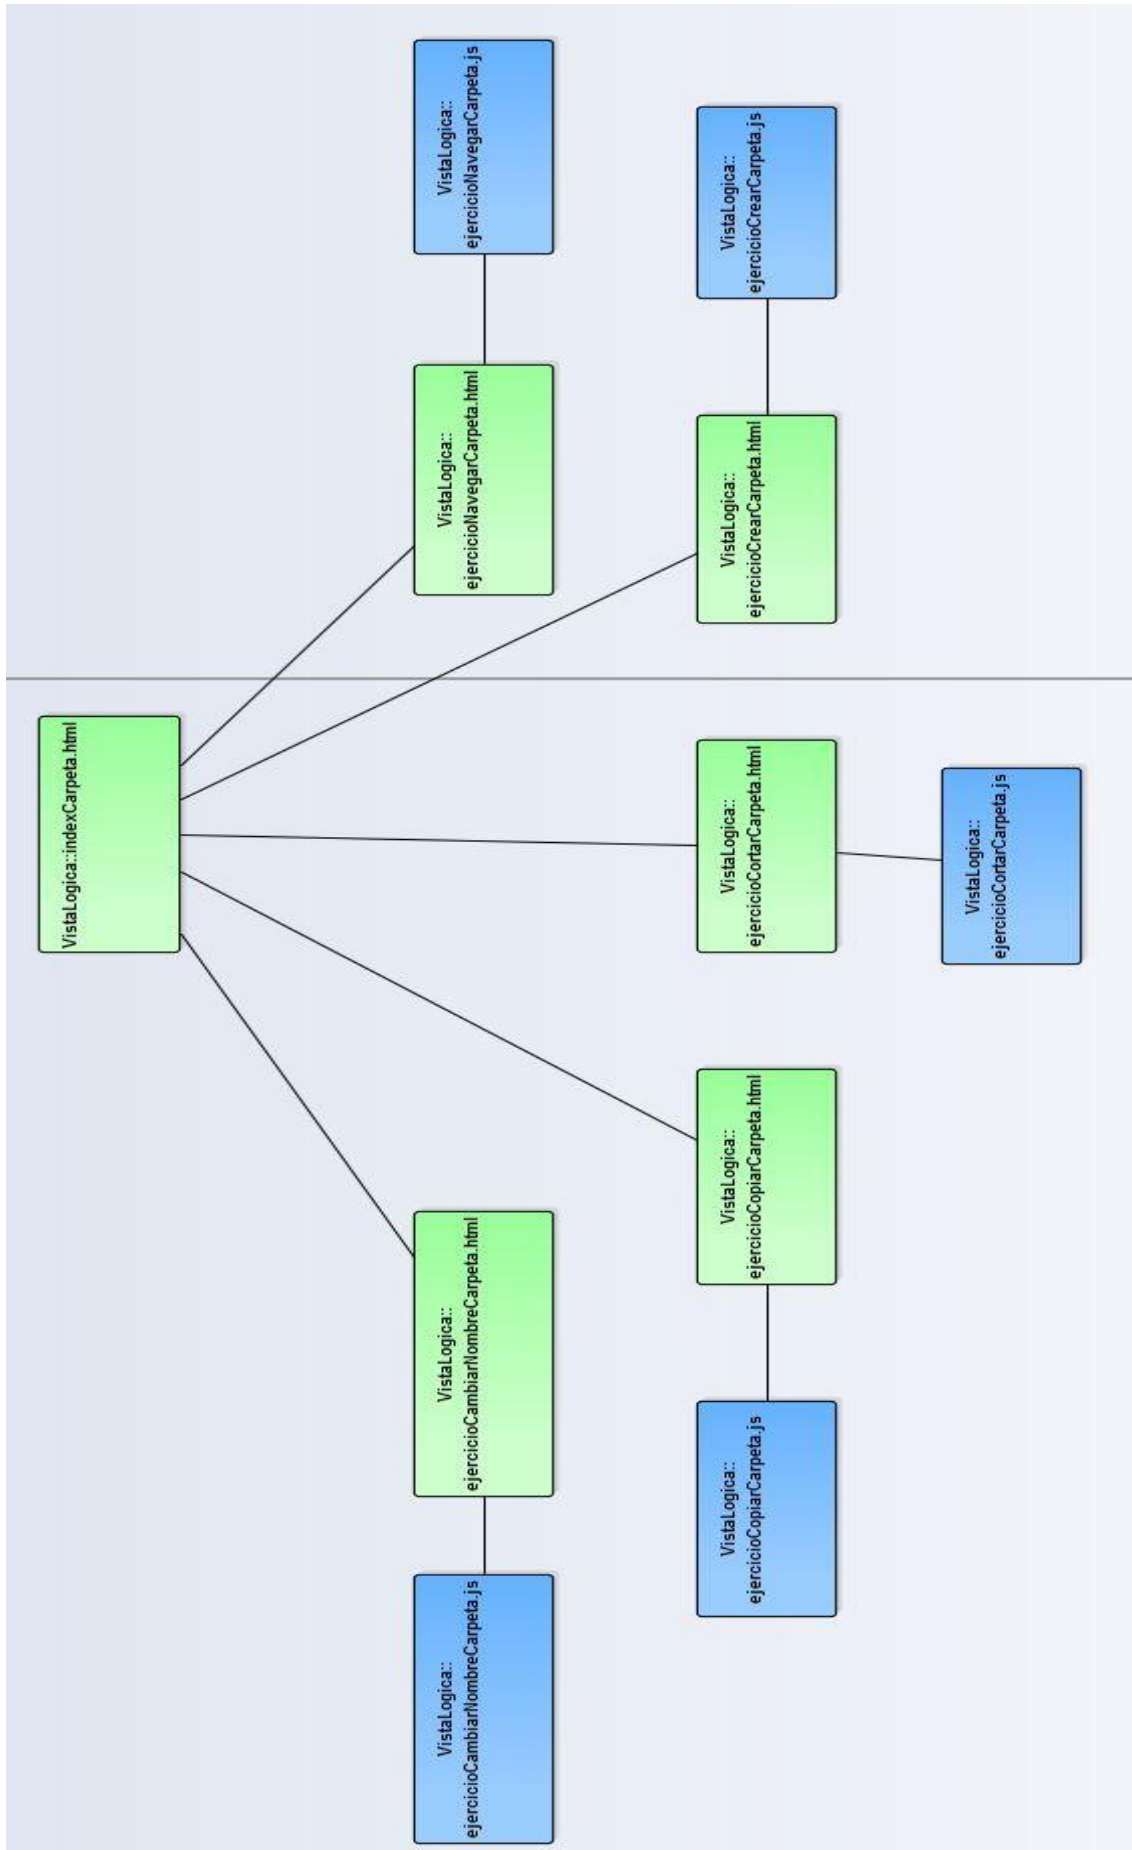 VistaLogica::indexCarpeta.html
VistaLogica::
ejercicioCambiarNombreCarpeta.js
VistaLogica::
ejercicioCambiarNombreCarpeta.html
VistaLogica::
ejercicioNavegarCarpeta.html
VistaLogica::
ejercicioNavegarCarpeta.js
VistaLogica::
ejercicioCopiarCarpeta.js
VistaLogica::
ejercicioCopiarCarpeta.html
VistaLogica::
ejercicioCortarCarpeta.html
VistaLogica::
ejercicioCrearCarpeta.html
VistaLogica::
ejercicioCrearCarpeta.js
VistaLogica::
ejercicioCortarCarpeta.js